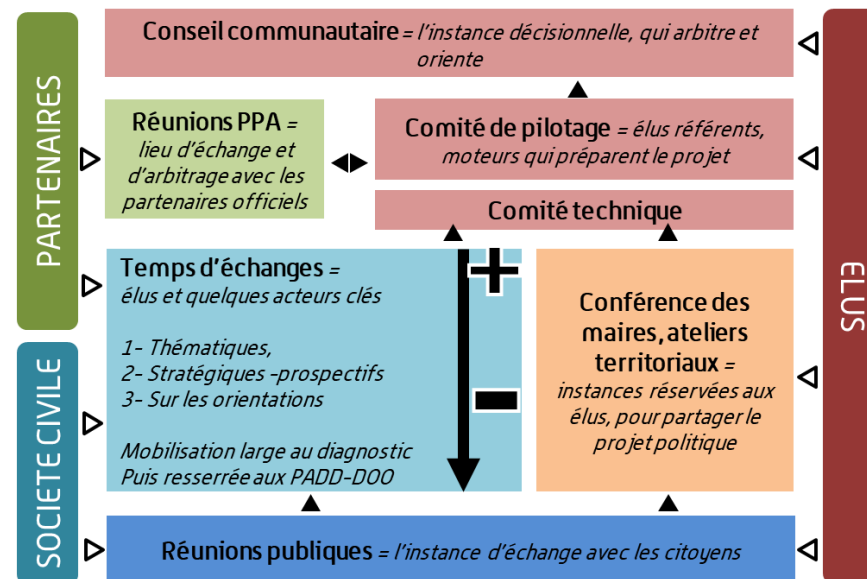 PARTENAIRES
SOCIETE CIVILE
ELUS
Conseil communautaire = l'instance décisionnelle, qui arbitre et
oriente
Réunions PPA =
lieu d'échange et
d'arbitrage avec les
partenaires officiels
Comité de pilotage = élus référents,
moteurs qui préparent le projet
Comité technique
Temps d'échanges =
élus et quelques acteurs clés
1- Thématiques,
2- Stratégiques -prospectifs
3- Sur les orientations
Mobilisation large au diagnostic
Puis resserrée aux PADD-DOO
Conférence des
maires, ateliers
territoriaux =
instances réservées aux
élus, pour partager le
projet politique
Réunions publiques = l'instance d'échange avec les citoyens